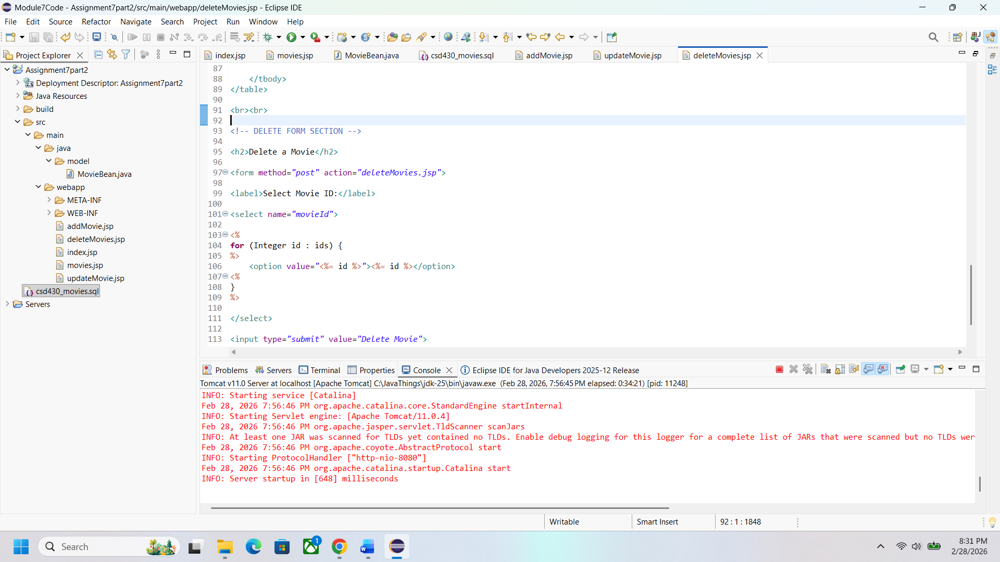 Module7Code - Assignment7part2/src/main/webapp/deleteMovies.jsp - Eclipse IDE
File Edit Source Refactor Navigate Search Project Run Window Help
Project Explorer
Assignment7part2
Deployment Descriptor: Assignment7part2
Java Resources
build
src
main
java
model
MovieBean.java
webapp
META-INF
WEB-INF
addMovie.jsp
deleteMovies.jsp
index.jsp
movies.jsp
updateMovie.jsp
csd430_movies.sql
Servers
index.jsp movies.jsp MovieBean.java csd430_movies.sql addMovie.jsp updateMovie.jsp deleteMovies.jsp
87
88     </tbody>
89 </table>
90
91 <br><br>
92
93 <!-- DELETE FORM SECTION -->
94
95 <h2>Delete a Movie</h2>
96
97 <form method="post" action="deleteMovies.jsp">
98
99 <label>Select Movie ID:</label>
100
101 <select name="movieId">
102
103 <%
104 for (Integer id : ids) {
105 %>
106     <option value="<%= id %>"><%= id %></option>
107 <%
108 }
109 %>
110
111 </select>
112
113 <input type="submit" value="Delete Movie">
Problems Servers Terminal Properties Console Eclipse IDE for Java Developers 2025-12 Release
Tomcat v11.0 Server at localhost [Apache Tomcat] C:\JavaThings\jdk-25\bin\javaw.exe (Feb 28, 2026, 7:56:45 PM elapsed: 0:34:21) [pid: 11248]
INFO: Starting service [Catalina]
Feb 28, 2026 7:56:46 PM org.apache.catalina.core.StandardEngine startInternal
INFO: Starting Servlet engine: [Apache Tomcat/11.0.4]
Feb 28, 2026 7:56:46 PM org.apache.jasper.servlet.TldScanner scanJars
INFO: At least one JAR was scanned for TLDs yet contained no TLDs. Enable debug logging for this logger for a complete list of JARs that were scanned but no TLDs wer
Feb 28, 2026 7:56:46 PM org.apache.coyote.AbstractProtocol start
INFO: Starting ProtocolHandler ["http-nio-8080"]
Feb 28, 2026 7:56:46 PM org.apache.catalina.startup.Catalina start
INFO: Server startup in [648] milliseconds
Writable Smart Insert 92 : 1 : 1848
Search
1
8:31 PM
2/28/2026